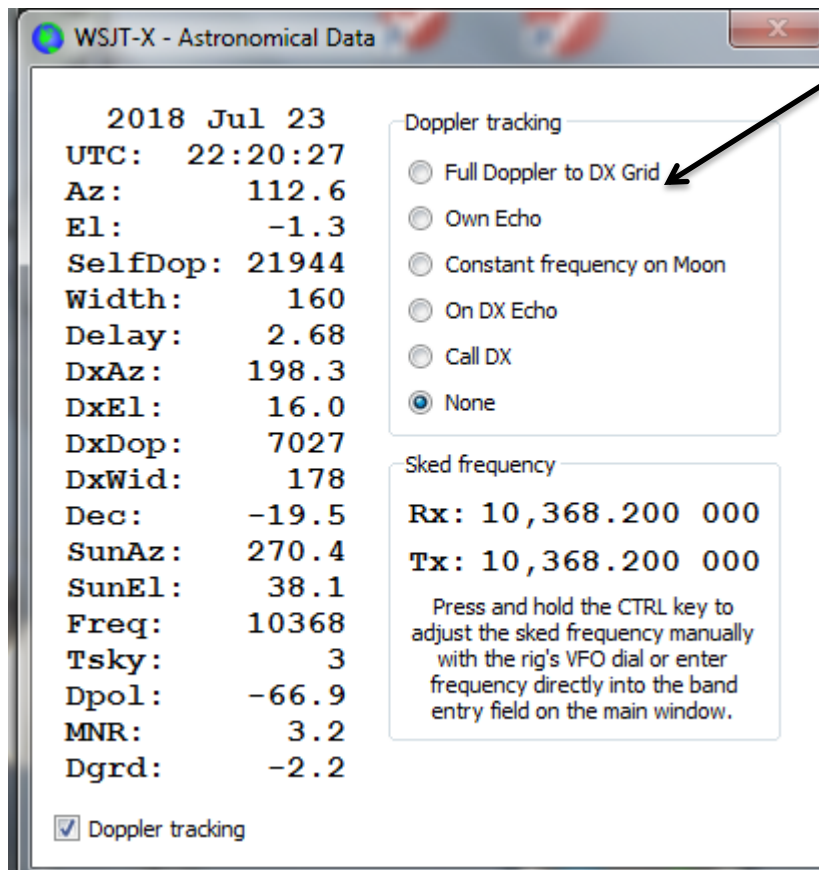 WSJT-X - Astronomical Data
2018 Jul 23
UTC: 22:20:27
Az: 112.6
El: -1.3
SelfDop: 21944
Width: 160
Delay: 2.68
DxAz: 198.3
DxEl: 16.0
DxDop: 7027
DxWid: 178
Dec: -19.5
SunAz: 270.4
SunEl: 38.1
Freq: 10368
Tsky: 3
Dpol: -66.9
MNR: 3.2
Dgrd: -2.2
Doppler tracking
Doppler tracking
Full Doppler to DX Grid
Own Echo
Constant frequency on Moon
On DX Echo
Call DX
None
Sked frequency
Rx: 10,368.200 000
Tx: 10,368.200 000
Press and hold the CTRL key to
adjust the sked frequency manually
with the rig's VFO dial or enter
frequency directly into the band
entry field on the main window.